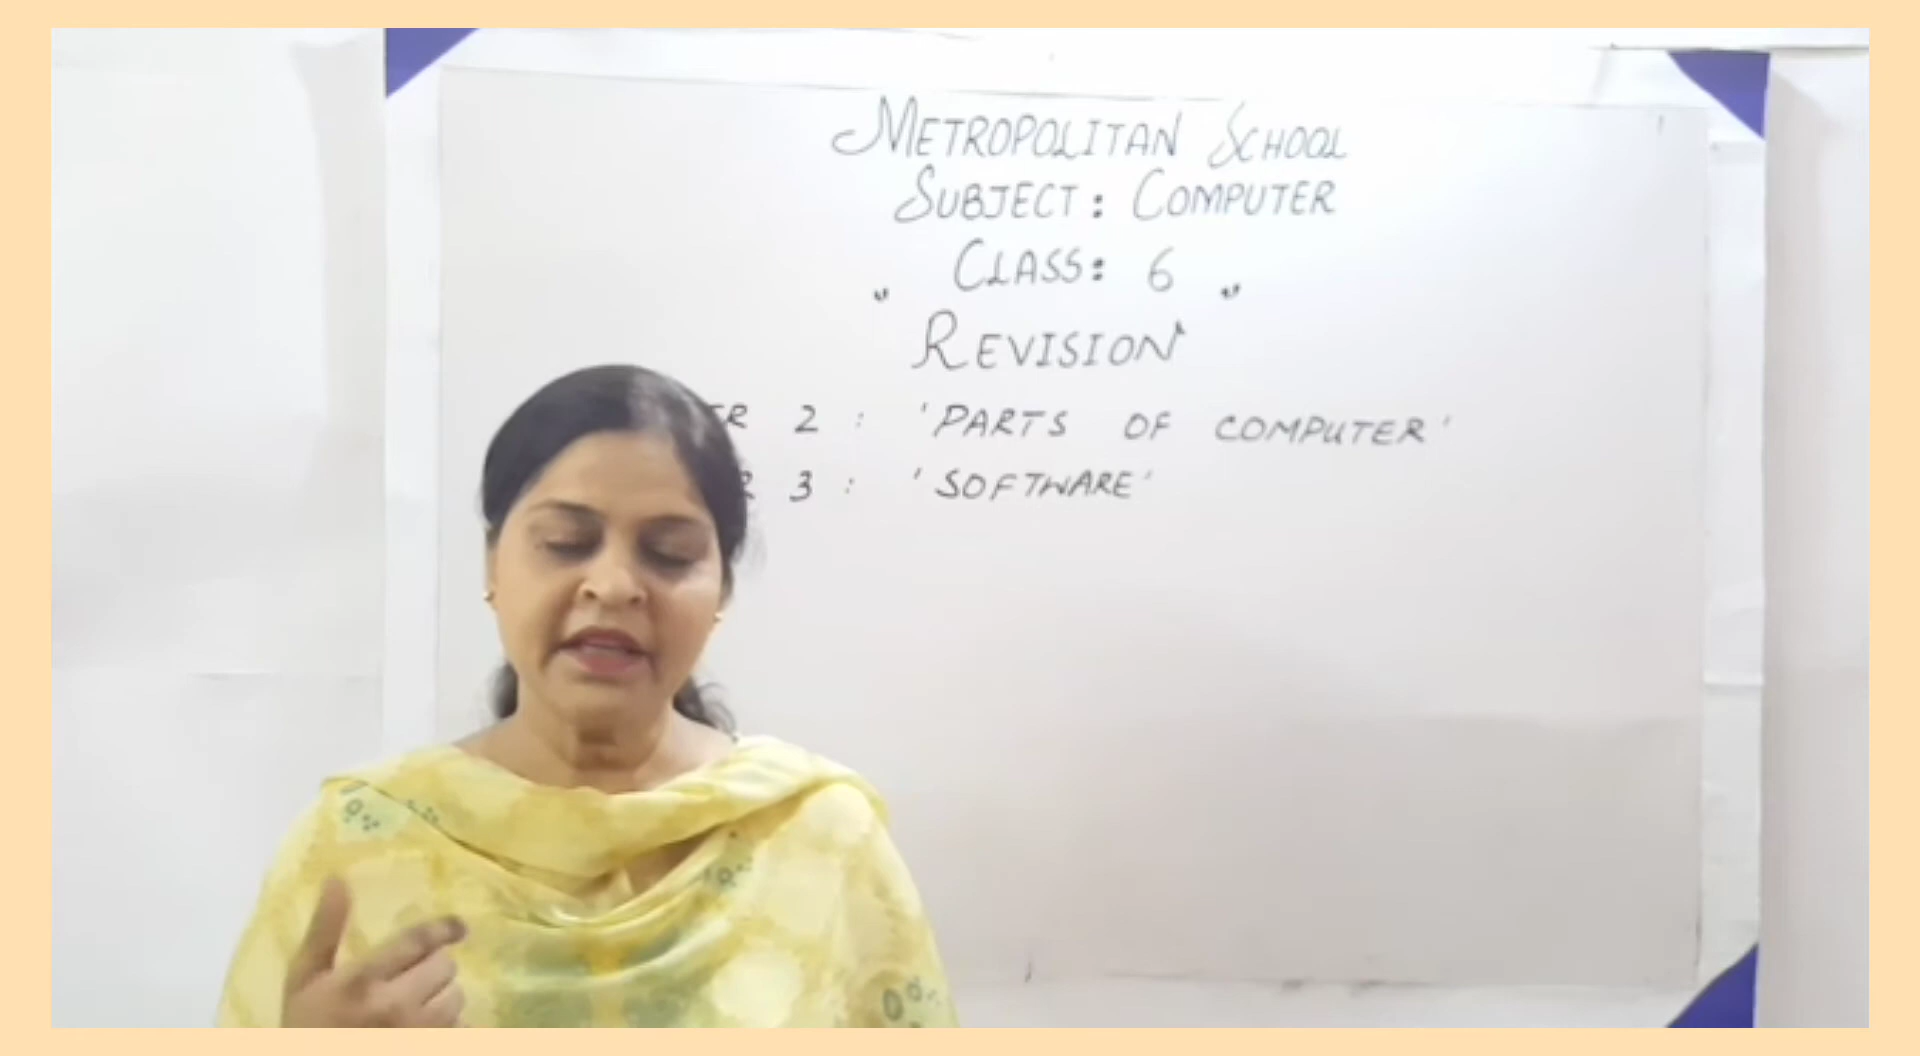 METROPOLITAN SCHOOL
SUBJECT: COMPUTER
CLASS: 6
"REVISION"
2 : 'PARTS OF COMPUTER'
3 : 'SOFTWARE'